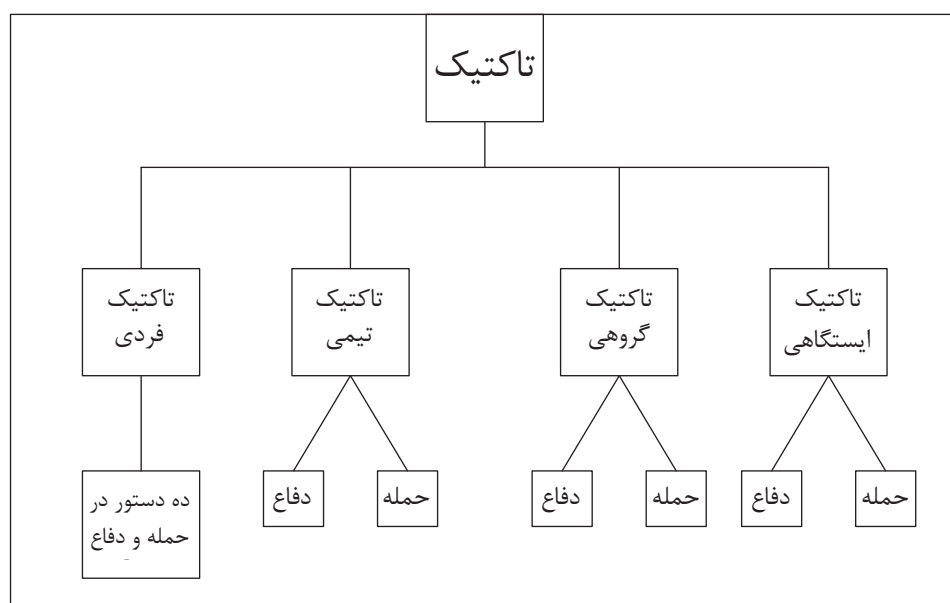 تاکتیک
تاکتیک
ایستگاهی
تاکتیک
گروهی
تاکتیک
تیمی
تاکتیک
فردی
حمله
دفاع
حمله
دفاع
حمله
دفاع
ده دستور در
حمله و دفاع